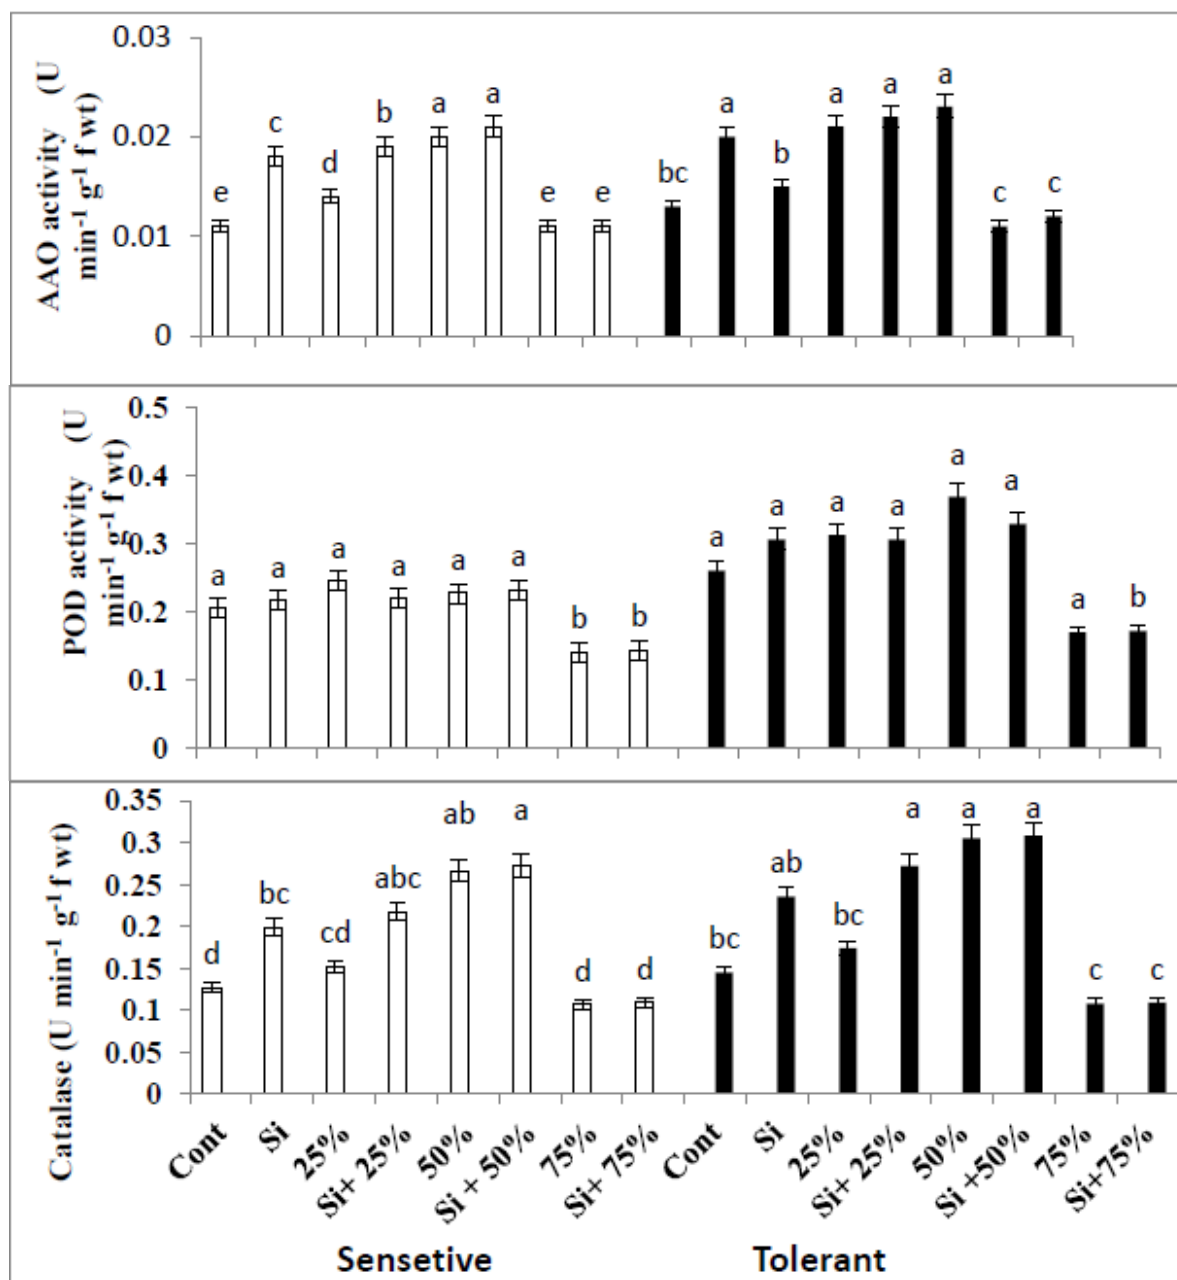 0.03
0.02
0.01
0
AAO activity (U
min-1 g-1 f wt)
e c d b a a e e bc a b a a a c c
0.5
0.4
0.3
0.2
0.1
0
POD activity (U
min-1 g-1 f wt)
a a a a a a b b a a a a a a a b
0.35
0.3
0.25
0.2
0.15
0.1
0.05
0
Catalase (U min-1 g-1 f wt)
d bc cd abc ab a d d bc ab bc a a a c c
Cont
Si
25%
Si+ 25%
50%
Si + 50%
75%
Si+ 75%
Cont
Si
25%
Si+ 25%
50%
Si +50%
75%
Si+75%
Sensetive
Tolerant